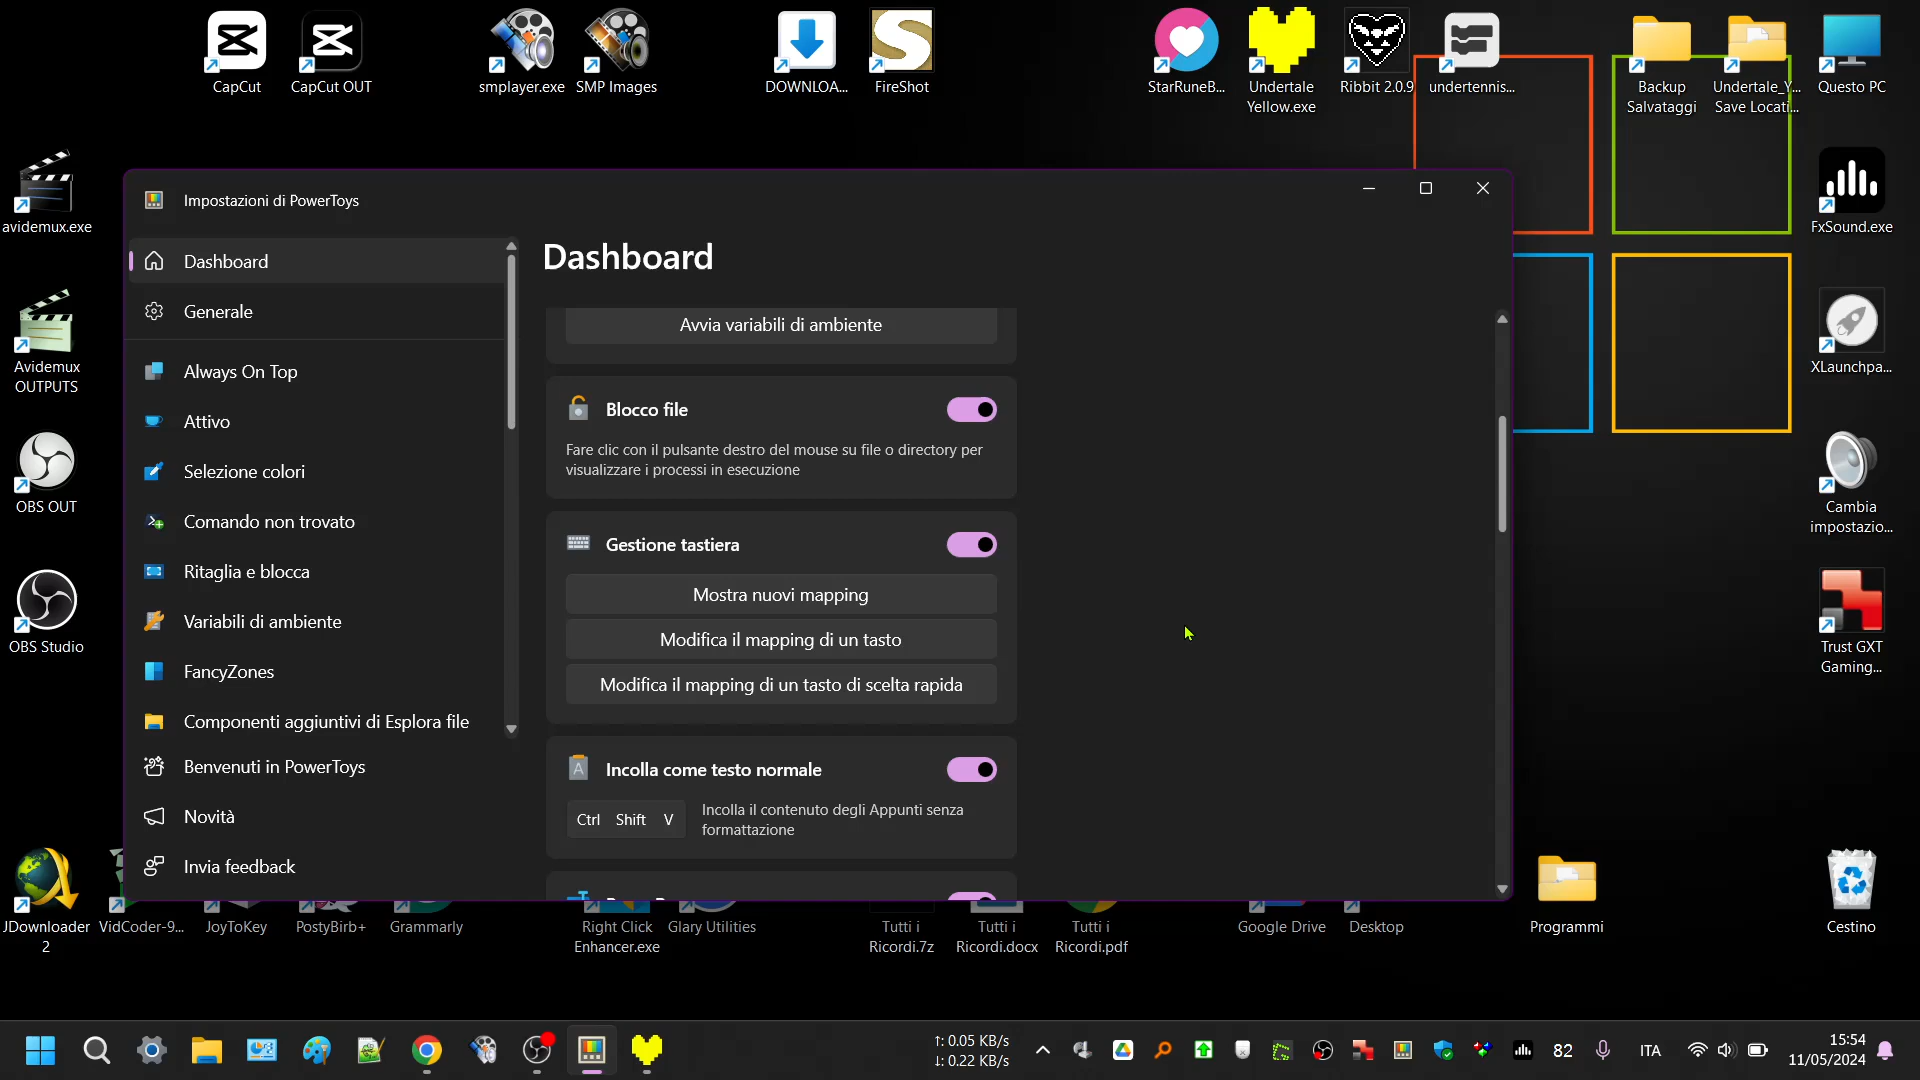 CapCut
CapCut OUT
smplayer.exe
SMP Images
DOWNLOA...
FireShot
StarRuneB...
Undertale
Yellow.exe
Ribbit 2.0.9
undertennis...
Backup
Salvataggi
Undertale_Y...
Save Locati...
Questo PC
avidemux.exe
Avidemux
OUTPUTS
OBS OUT
OBS Studio
FxSound.exe
XLaunchpa...
Cambia
impostazio...
Trust GXT
Gaming...
Impostazioni di PowerToys
Dashboard
Generale
Always On Top
Attivo
Selezione colori
Comando non trovato
Ritaglia e blocca
Variabili di ambiente
FancyZones
Componenti aggiuntivi di Esplora file
Benvenuti in PowerToys
Novità
Invia feedback
Dashboard
Avvia variabili di ambiente
Blocco file
Fare clic con il pulsante destro del mouse su file o directory per
visualizzare i processi in esecuzione
Gestione tastiera
Mostra nuovi mapping
Modifica il mapping di un tasto
Modifica il mapping di un tasto di scelta rapida
Incolla come testo normale
Ctrl Shift V
Incolla il contenuto degli Appunti senza
formattazione
JDownloader
2
VidCoder-9...
JoyToKey
PostyBirb+
Grammarly
Right Click
Enhancer.exe
Glary Utilities
Tutti i
Ricordi.7z
Tutti i
Ricordi.docx
Tutti i
Ricordi.pdf
Google Drive
Desktop
Programmi
Cestino
↑: 0.05 KB/s
↓: 0.22 KB/s
82
ITA
15:54
11/05/2024